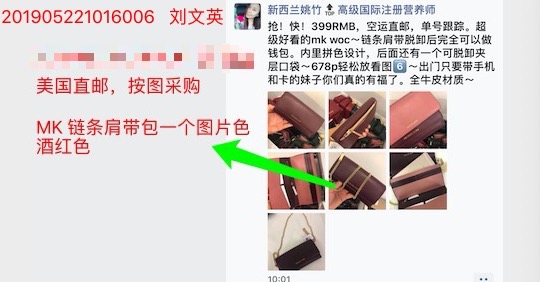 201905221016006 刘文英
美国直邮，按图采购
MK 链条肩带包一个图片色
酒红色
新西兰姚竹🔝高级国际注册营养师
抢！快！399RMB，空运直邮，单号跟踪。超
级好看的mk woc～链条肩带脱卸后完全可以做
钱包。内里拼色设计，后面还有一个可脱卸夹
层口袋～678p轻松放看图6️⃣～出门只要带手机
和卡的妹子你们真的有福了。全牛皮材质～
10:01